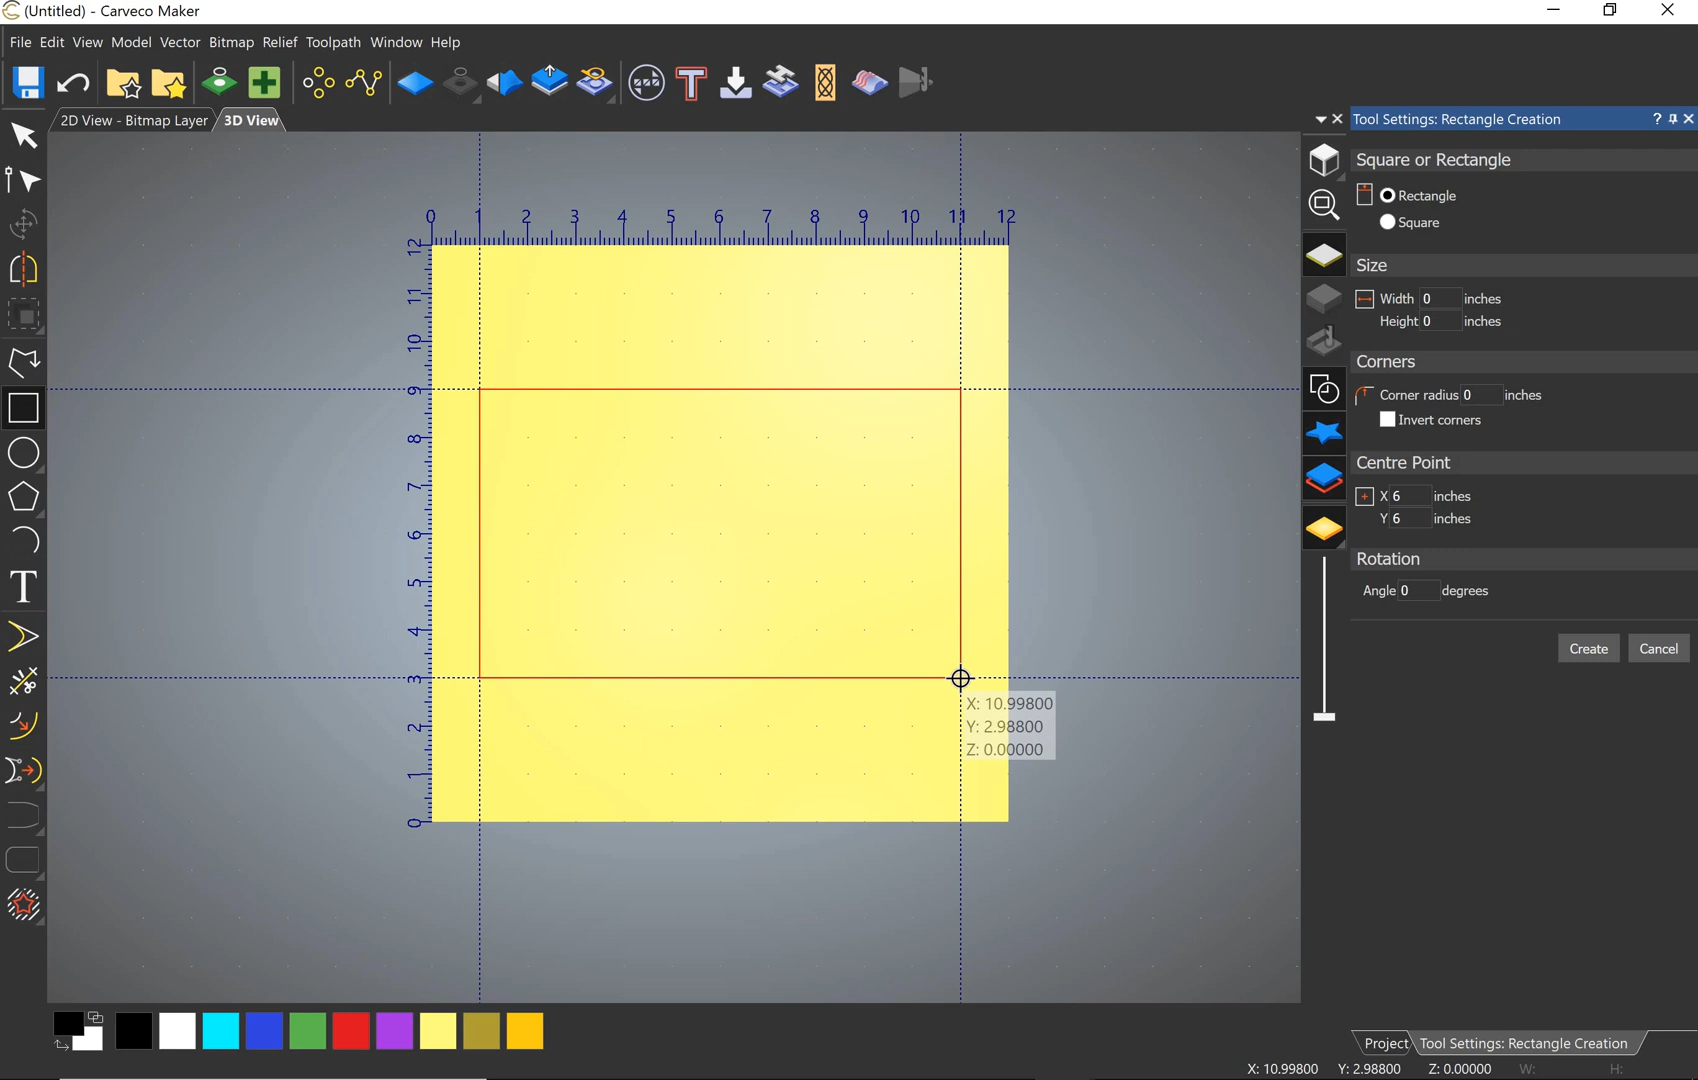 (Untitled) - Carveco Maker
File Edit View Model Vector Bitmap Relief Toolpath Window Help
2D View - Bitmap Layer 3D View
Tool Settings: Rectangle Creation ?
Square or Rectangle
Rectangle
Square
Size
Width 0 inches
Height 0 inches
Corners
Corner radius 0 inches
Invert corners
Centre Point
X 6 inches
Y 6 inches
Rotation
Angle 0 degrees
Create Cancel
0 1 2 3 4 5 6 7 8 9 10 11 12
12
11
10
9
8
7
6
5
4
3
2
1
0
X: 10.99800
Y: 2.98800
Z: 0.00000
T
Project Tool Settings: Rectangle Creation
X: 10.99800 Y: 2.98800 Z: 0.00000 W: H: